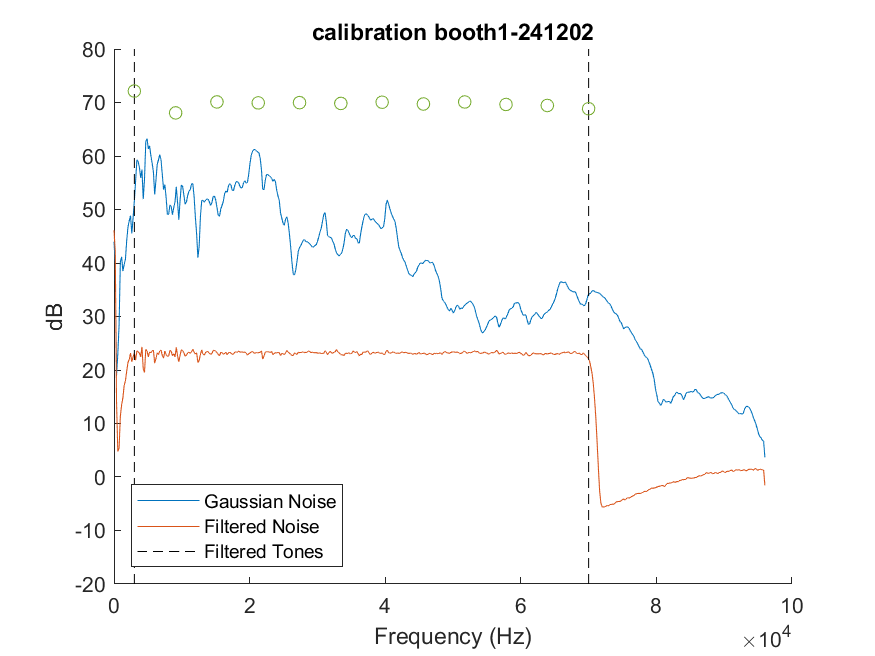 calibration booth1-241202
80
70
60
50
40
30
20
10
0
-10
-20
dB
Gaussian Noise
Filtered Noise
Filtered Tones
0 2 4 6 8 10
Frequency (Hz)
×10^4